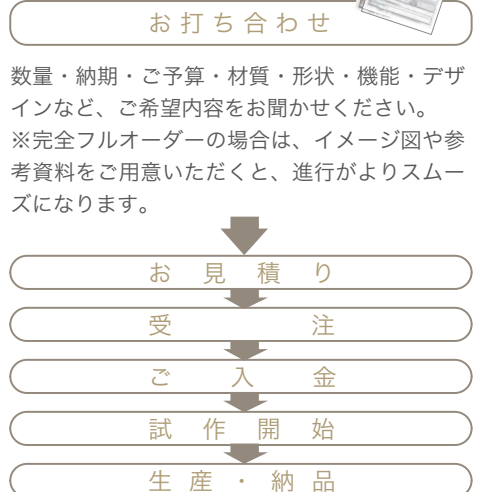 お打ち合わせ
数量・納期・ご予算・材質・形状・機能・デザ
インなど、ご希望内容をお聞かせください。
※完全フルオーダーの場合は、イメージ図や参
考資料をご用意いただくと、進行がよりスムー
ズになります。
お見積り
受注
ご入金
試作開始
生産・納品